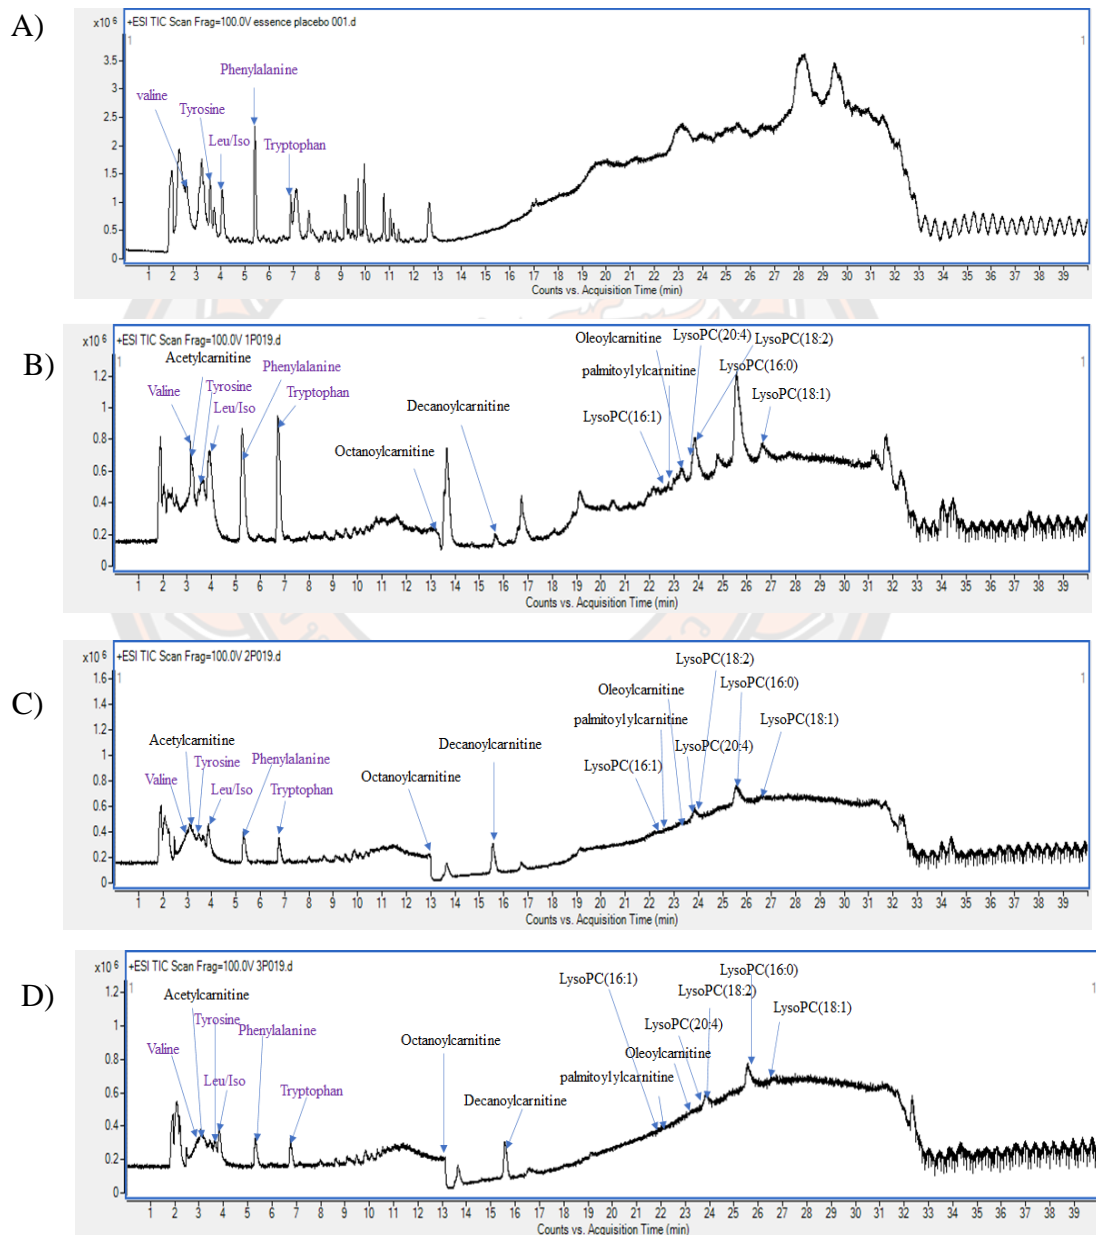 A)
x10 6
+ESI TIC Scan Frag=100.0V essence placebo 001.d
1
1
3.5
3
2.5
2
1.5
1
0.5
0
valine
Tyrosine
Leu/Iso
Phenylalanine
Tryptophan
1 2 3 4 5 6 7 8 9 10 11 12 13 14 15 16 17 18 19 20 21 22 23 24 25 26 27 28 29 30 31 32 33 34 35 36 37 38 39
Counts vs. Acquisition Time (min)
B)
x10 6
+ESI TIC Scan Frag=100.0V 1P019.d
1
1
1.2
1
0.8
0.6
0.4
0.2
0
Acetylcarnitine
Valine
Tyrosine
Leu/Iso
Phenylalanine
Tryptophan
Octanoylcarnitine
Decanoylcarnitine
Oleoylcarnitine
LysoPC(20:4)
LysoPC(18:2)
palmitoylylcarnitine
LysoPC(16:0)
LysoPC(16:1)
LysoPC(18:1)
1 2 3 4 5 6 7 8 9 10 11 12 13 14 15 16 17 18 19 20 21 22 23 24 25 26 27 28 29 30 31 32 33 34 35 36 37 38 39
Counts vs. Acquisition Time (min)
C)
x10 6
+ESI TIC Scan Frag=100.0V 2P019.d
1
1
1.6
1.4
1.2
1
0.8
0.6
0.4
0.2
0
Acetylcarnitine
Valine
Tyrosine
Leu/Iso
Phenylalanine
Tryptophan
Octanoylcarnitine
Decanoylcarnitine
LysoPC(18:2)
Oleoylcarnitine
LysoPC(16:0)
palmitoylylcarnitine
LysoPC(18:1)
LysoPC(20:4)
LysoPC(16:1)
1 2 3 4 5 6 7 8 9 10 11 12 13 14 15 16 17 18 19 20 21 22 23 24 25 26 27 28 29 30 31 32 33 34 35 36 37 38 39
Counts vs. Acquisition Time (min)
D)
x10 6
+ESI TIC Scan Frag=100.0V 3P019.d
1
1
1.2
1
0.8
0.6
0.4
0.2
0
Acetylcarnitine
Tyrosine
Valine
Phenylalanine
Leu/Iso
Tryptophan
Octanoylcarnitine
Decanoylcarnitine
LysoPC(16:1)
LysoPC(16:0)
LysoPC(18:2)
LysoPC(18:1)
LysoPC(20:4)
Oleoylcarnitine
palmitoylylcarnitine
1 2 3 4 5 6 7 8 9 10 11 12 13 14 15 16 17 18 19 20 21 22 23 24 25 26 27 28 29 30 31 32 33 34 35 36 37 38 39
Counts vs. Acquisition Time (min)